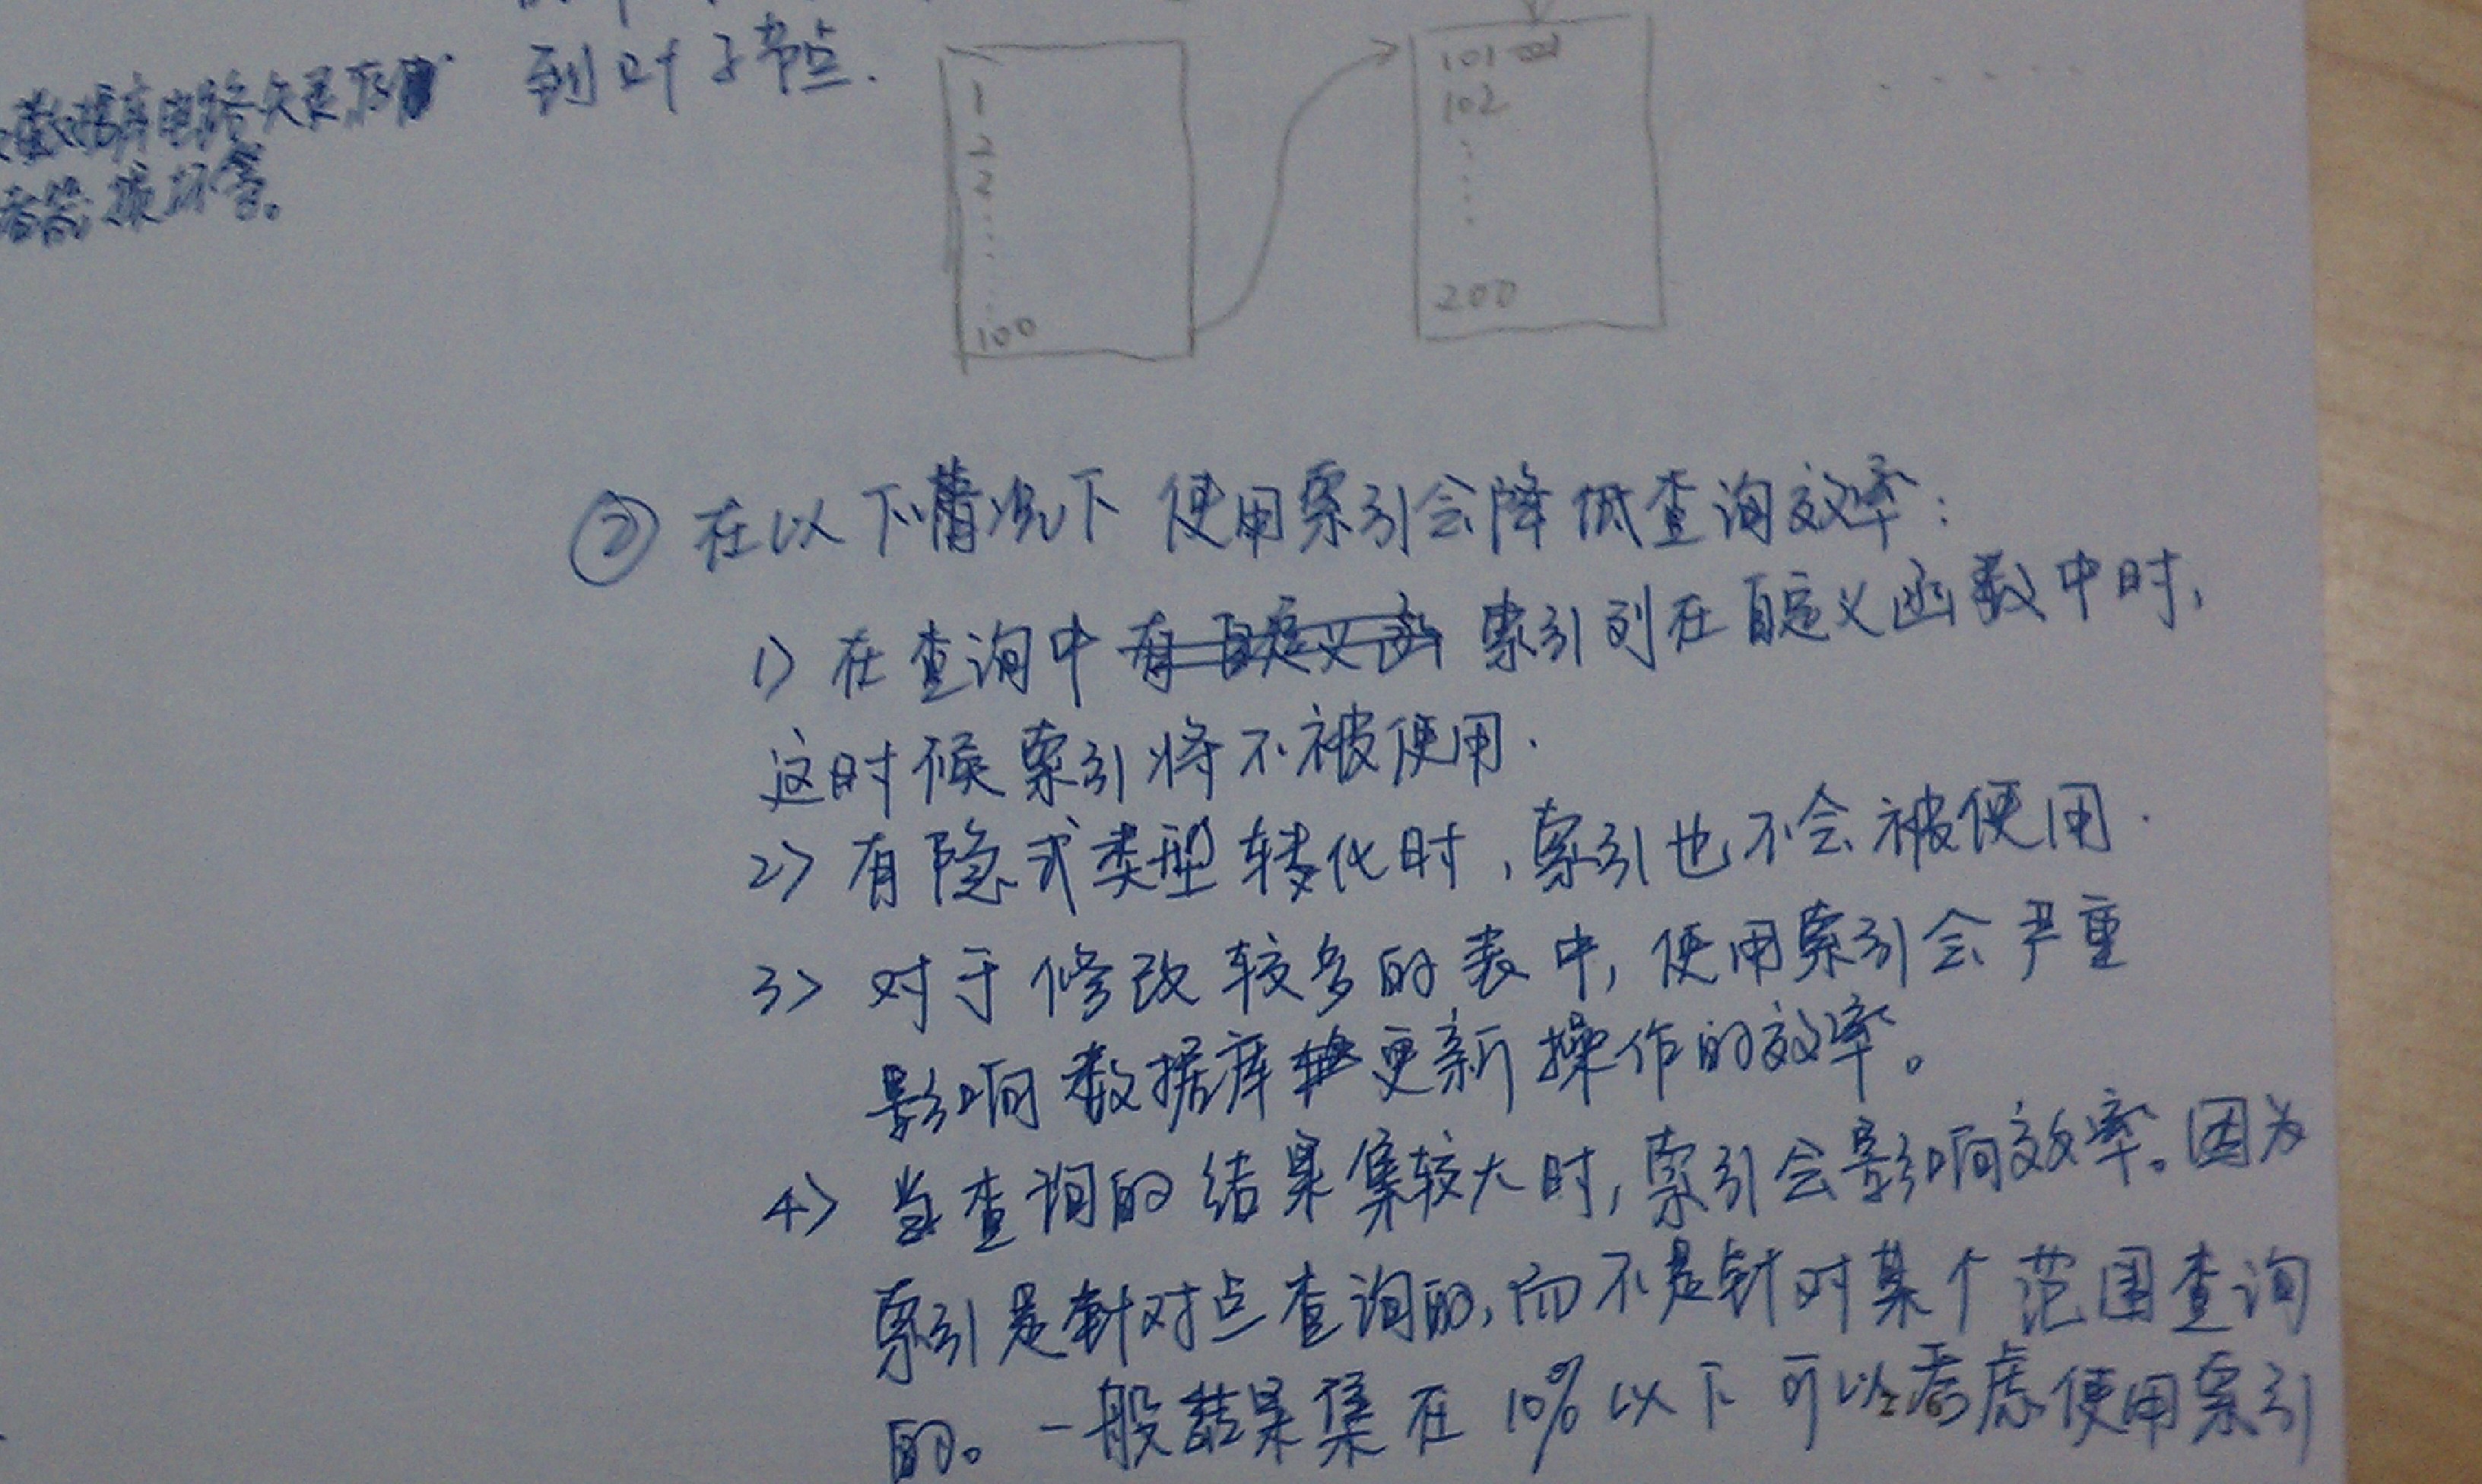 到叶子节点.
数据库电路失灵
损坏等。
1
2
2
100
101
102
200
② 在以下情况下 使用索引会降低查询效率:
1) 在查询中 索引列在自定义函数中时,
这时候索引将不被使用.
2) 有隐式类型转化时,索引也不会被使用.
3) 对于修改较多的表中, 使用索引会严重
影响数据库更新操作的效率。
4) 当查询的结果集较大时, 索引会影响效率。因为
索引是针对点查询的, 而不是针对某个范围查询
的。一般结果集在10%以下可以考虑使用索引